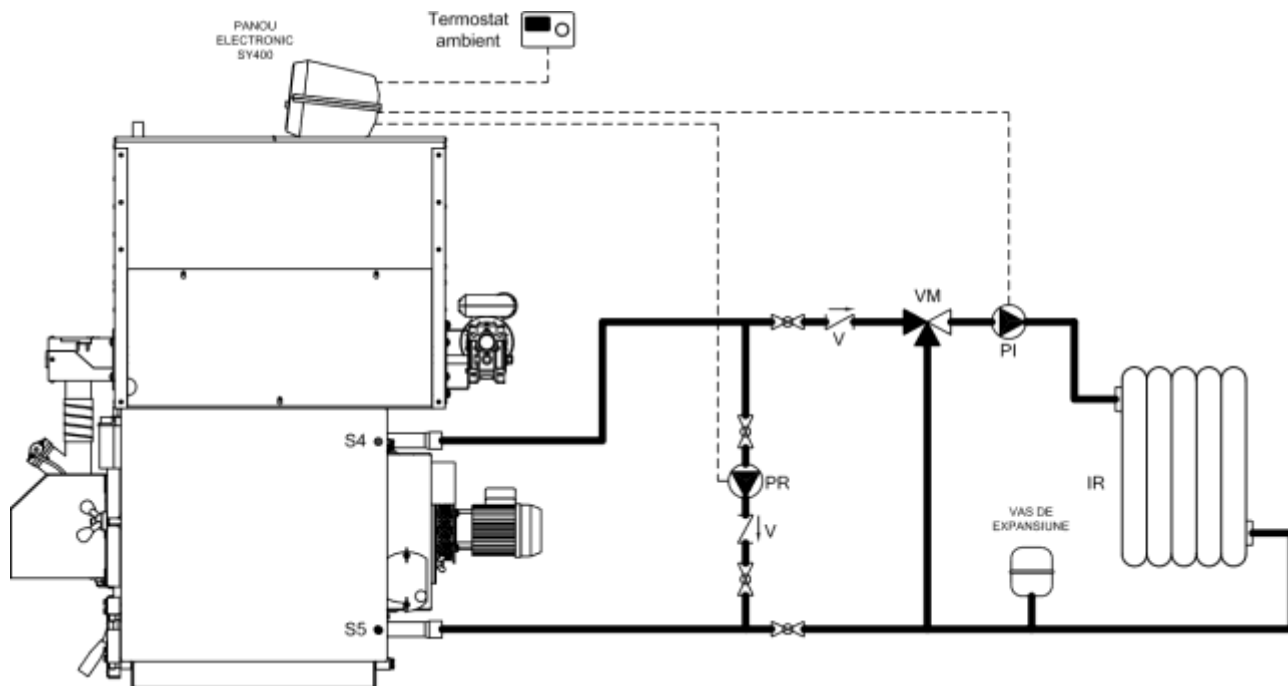 PANOU
ELECTRONIC
SY400
Termostat
ambient
VM
V
PI
S4
PR
IR
V
VAS DE
EXPANSIUNE
S5